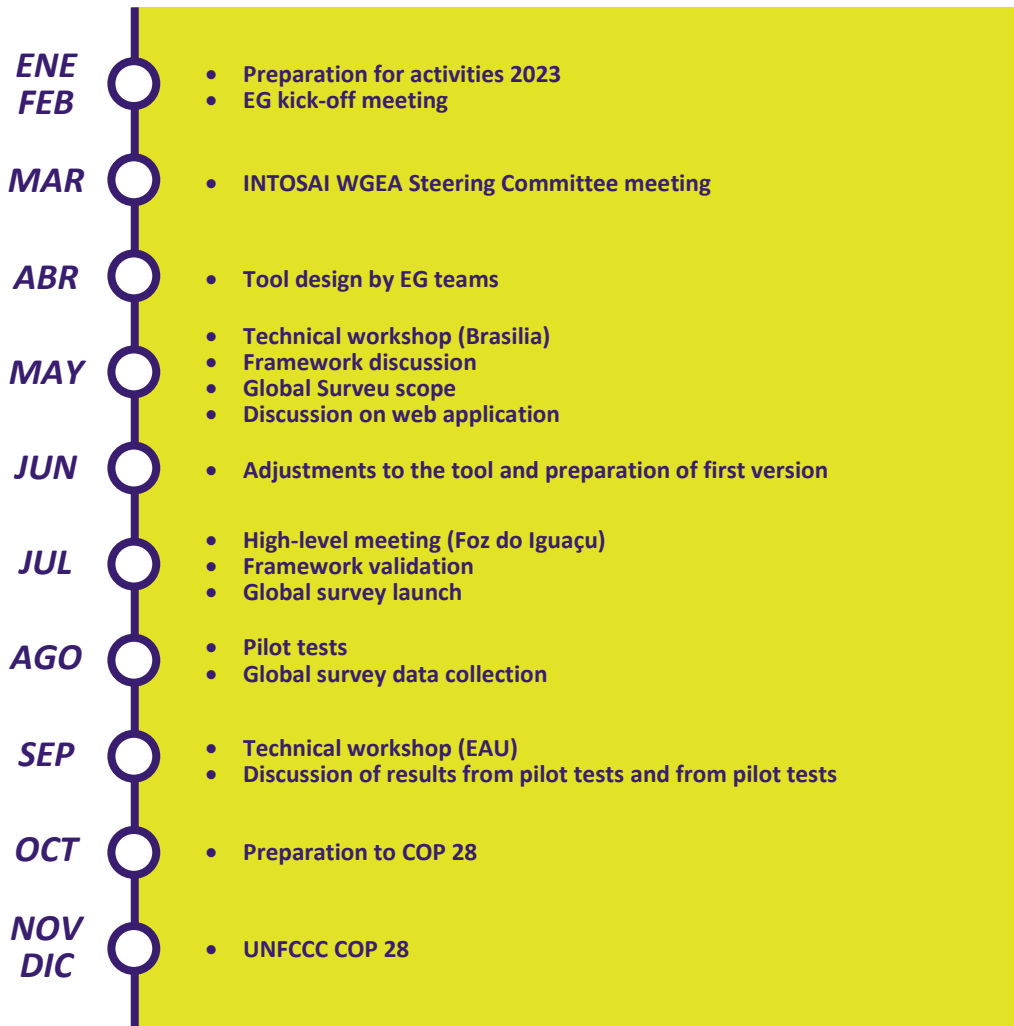 ENE
FEB
• Preparation for activities 2023
• EG kick-off meeting
MAR
• INTOSAI WGEA Steering Committee meeting
ABR
• Tool design by EG teams
MAY
• Technical workshop (Brasilia)
• Framework discussion
• Global Surveu scope
• Discussion on web application
JUN
• Adjustments to the tool and preparation of first version
JUL
• High-level meeting (Foz do Iguaçu)
• Framework validation
• Global survey launch
AGO
• Pilot tests
• Global survey data collection
SEP
• Technical workshop (EAU)
• Discussion of results from pilot tests and from pilot tests
OCT
• Preparation to COP 28
NOV
DIC
• UNFCCC COP 28